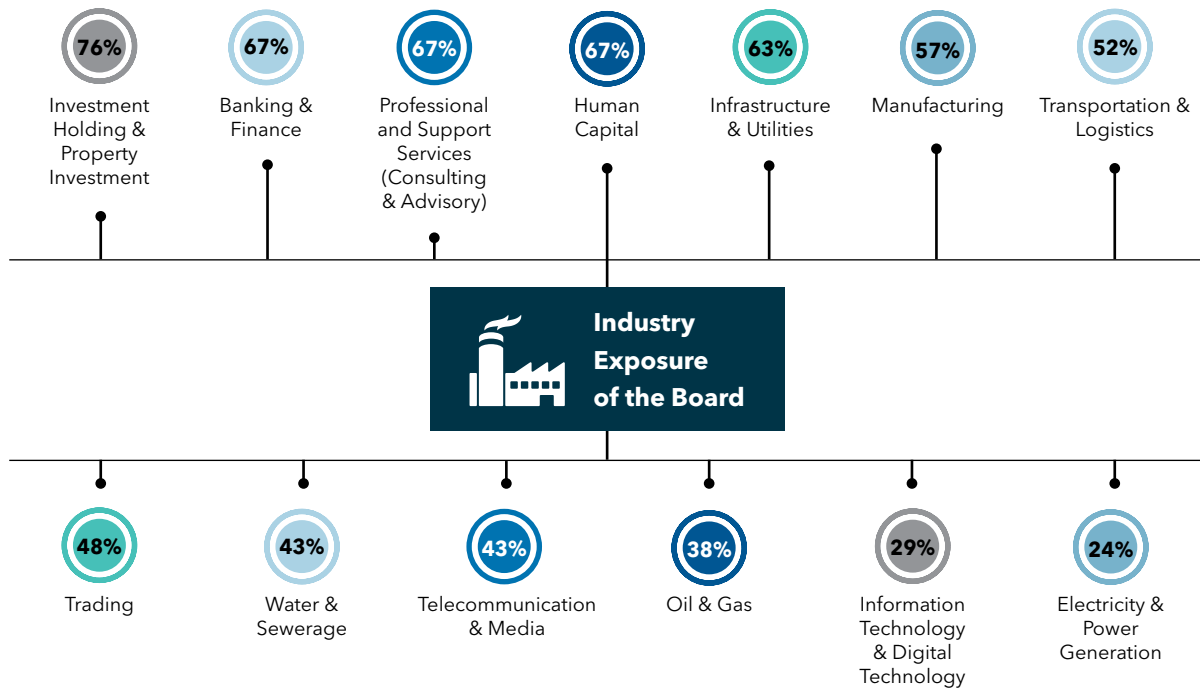 76%
Investment
Holding &
Property
Investment
67%
Banking &
Finance
67%
Professional
and Support
Services
(Consulting
& Advisory)
67%
Human
Capital
63%
Infrastructure
& Utilities
57%
Manufacturing
52%
Transportation &
Logistics
Industry
Exposure
of the Board
48%
Trading
43%
Water &
Sewerage
43%
Telecommunication
& Media
38%
Oil & Gas
29%
Information
Technology
& Digital
Technology
24%
Electricity &
Power
Generation